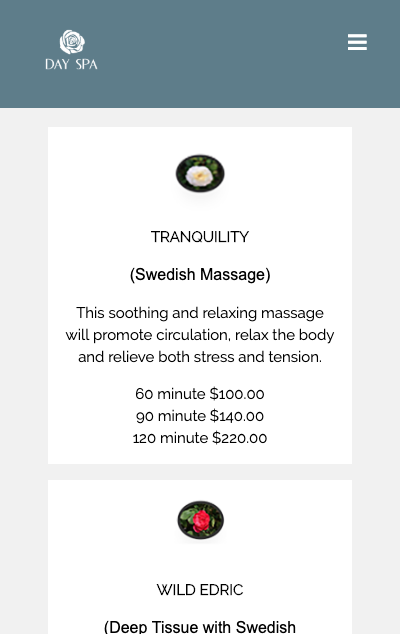 DAY SPA
TRANQUILITY
(Swedish Massage)
This soothing and relaxing massage
will promote circulation, relax the body
and relieve both stress and tension.
60 minute $100.00
90 minute $140.00
120 minute $220.00
WILD EDRIC
(Deep Tissue with Swedish